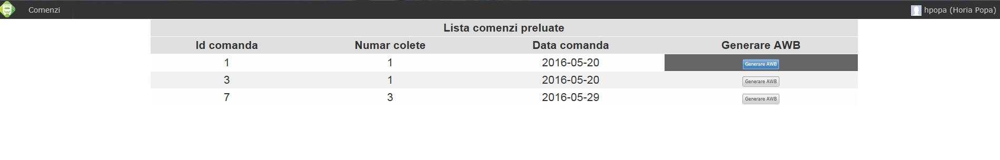 Comenzi hpopa (Horia Popa)
Lista comenzi preluate
Id comanda Numar colete Data comanda Generare AWB
1 1 2016-05-20 Generare AWB
3 1 2016-05-20 Generare AWB
7 3 2016-05-29 Generare AWB